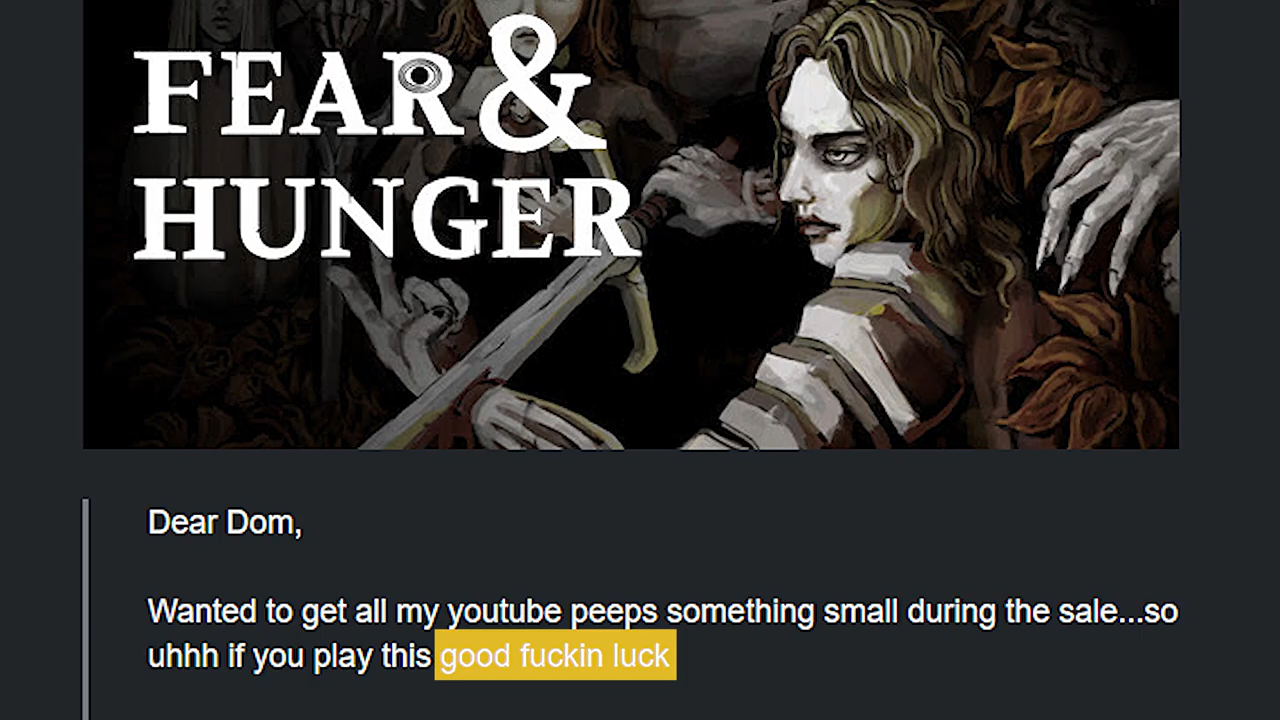 FEAR &
HUNGER
Dear Dom,
Wanted to get all my youtube peeps something small during the sale...so
uhhh if you play this good fuckin luck